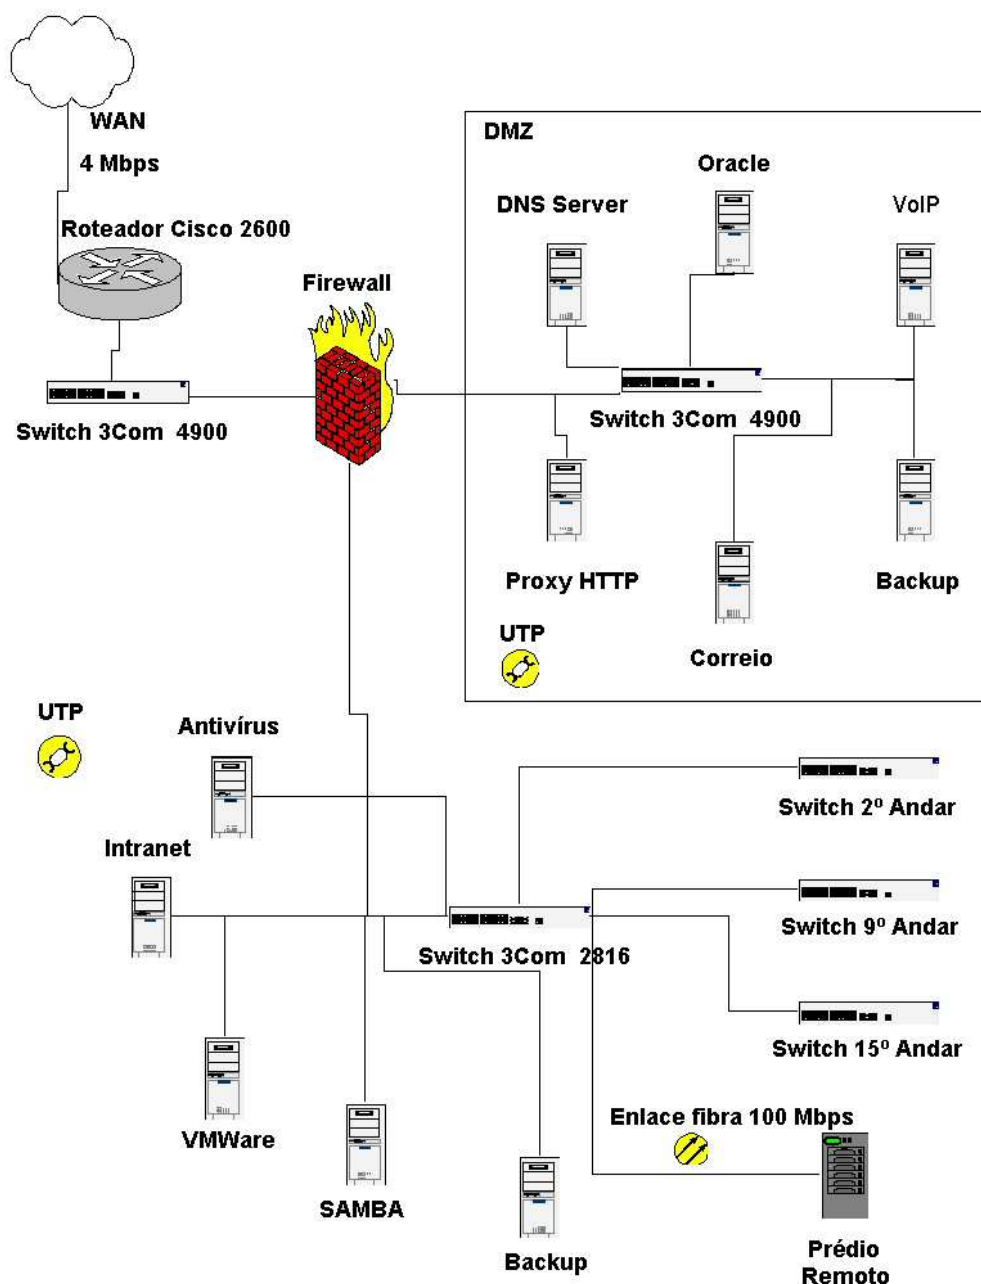 WAN
4 Mbps
Roteador Cisco 2600
Switch 3Com  4900
Firewall
DMZ
Oracle
DNS Server
VoIP
Switch 3Com  4900
Proxy HTTP
Backup
UTP
Correio
UTP
Antivírus
Intranet
Switch 2º Andar
Switch 9º Andar
Switch 3Com  2816
Switch 15º Andar
VMWare
Enlace fibra 100 Mbps
SAMBA
Backup
Prédio
Remoto